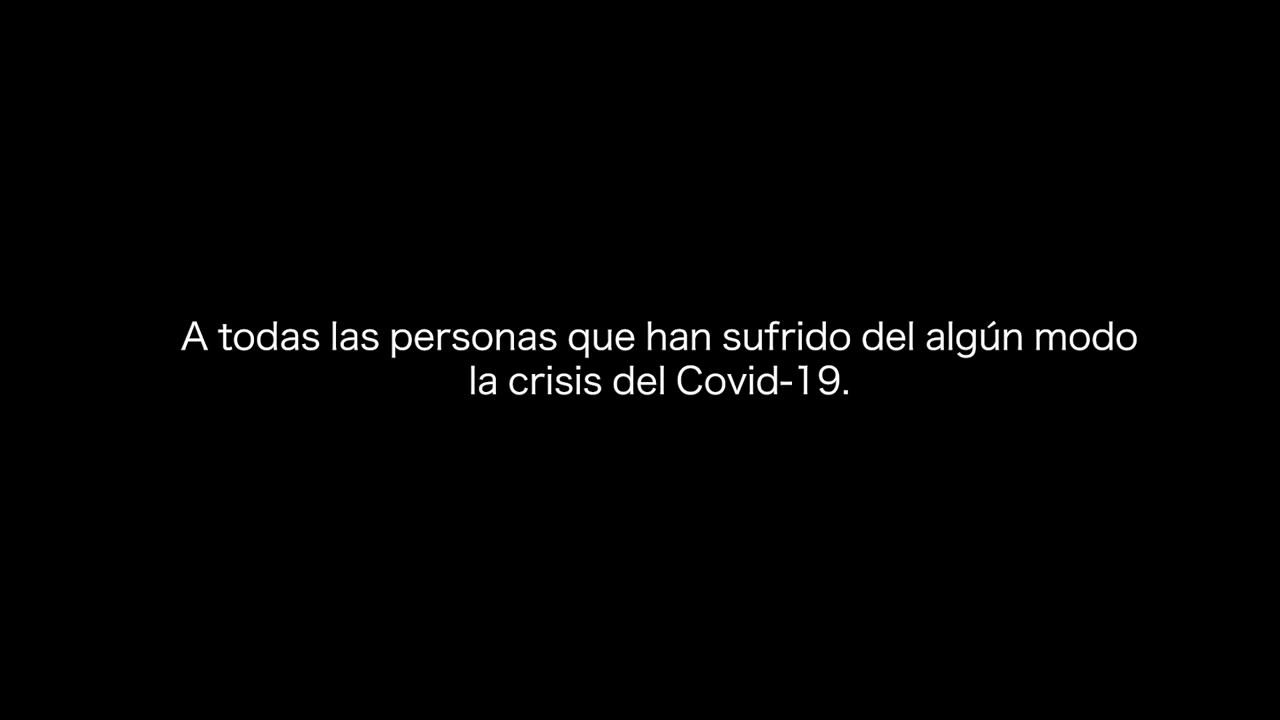 A todas las personas que han sufrido del algún modo
la crisis del Covid-19.